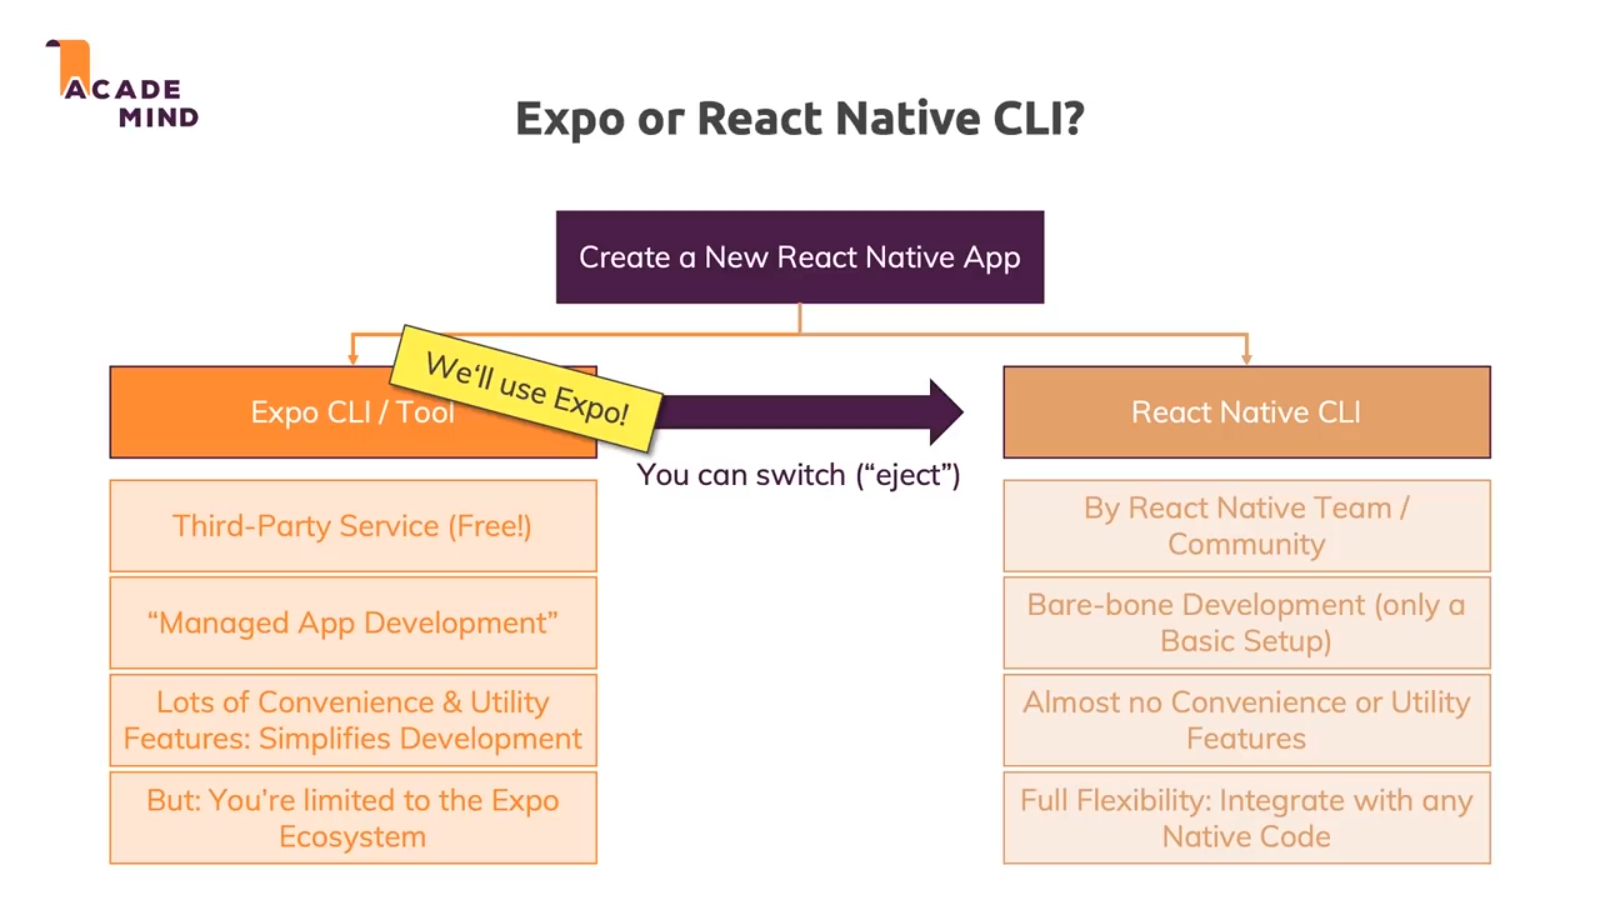 ACADE
MIND
Expo or React Native CLI?
Create a New React Native App
We'll use Expo!
Expo CLI / Tool
React Native CLI
You can switch (“eject”)
Third-Party Service (Free!)
“Managed App Development”
Lots of Convenience & Utility
Features: Simplifies Development
But: You're limited to the Expo
Ecosystem
By React Native Team /
Community
Bare-bone Development (only a
Basic Setup)
Almost no Convenience or Utility
Features
Full Flexibility: Integrate with any
Native Code